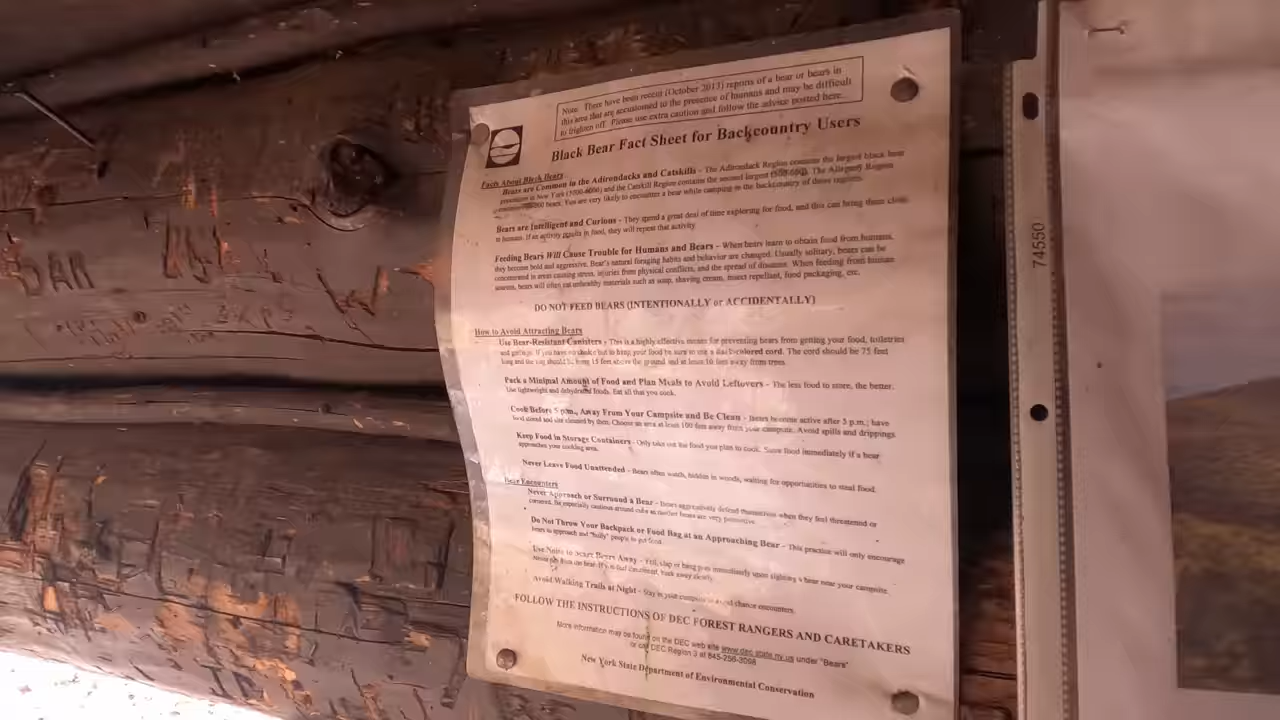 DAN
74550
Note: There have been recent (October 2013) reports of a bear or bears in
this area that are accustomed to the presence of humans and may be difficult
to frighten off. Please use extra caution and follow the advice posted here.
Black Bear Fact Sheet for Backcountry Users
Facts About Black Bears
Bears are Common in the Adirondacks and Catskills - The Adirondack Region contains the largest black bear
population in New York and the Catskill Region contains the second largest The Allegany Region
bears. You are very likely to encounter a bear while camping in the backcountry of these regions.
Bears are Intelligent and Curious - They spend a great deal of time exploring for food, and this can bring them close
to humans. If an activity results in food, they will repeat that activity.
Feeding Bears Will Cause Trouble for Humans and Bears - When bears learn to obtain food from humans,
they become bold and aggressive. Bear's natural foraging habits and behavior are changed. Usually solitary, bears can be
concentrated in areas causing stress, injuries from physical conflicts, and the spread of diseases. When feeding from human
sources, bears will often eat unhealthy materials such as soap, shaving cream, insect repellant, food packaging, etc.
DO NOT FEED BEARS (INTENTIONALLY or ACCIDENTALLY)
How to Avoid Attracting Bears
Use Bear-Resistant Canisters - This is a highly effective means for preventing bears from getting your food, toiletries
and garbage. If you have no choice but to hang your food be sure to use a dark colored cord. The cord should be 75 feet
long and the bag should be hung 15 feet above the ground and at least 10 feet away from trees.
Pack a Minimal Amount of Food and Plan Meals to Avoid Leftovers - The less food to store, the better.
Use lightweight and dehydrated foods. Eat all that you cook.
Cook Before 5 p.m., Away From Your Campsite and Be Clean - Bears become active after 5 p.m.; have
food stored and site cleaned by then. Choose an area at least 100 feet away from your campsite. Avoid spills and drippings.
Keep Food in Storage Containers - Only take out the food you plan to cook. Store food immediately if a bear
approaches your cooking area.
Never Leave Food Unattended - Bears often watch, hidden in woods, waiting for opportunities to steal food.
Bear Encounters
Never Approach or Surround a Bear - Bears aggressively defend themselves when they feel threatened or
cornered. Be especially cautious around cubs as mother bears are very protective.
Do Not Throw Your Backpack or Food Bag at an Approaching Bear - This practice will only encourage
bears to approach and "bully" people to get food.
Use Noise to Scare Bears Away - Yell, clap or bang pots immediately upon sighting a bear near your campsite.
Never run from the bear. If you feel threatened, back away slowly.
Avoid Walking Trails at Night - Stay in your campsite to avoid chance encounters.
FOLLOW THE INSTRUCTIONS OF DEC FOREST RANGERS AND CARETAKERS
More information may be found on the DEC web site www.dec.state.ny.us under "Bears"
or call DEC Region 3 at 845-256-3098
New York State Department of Environmental Conservation